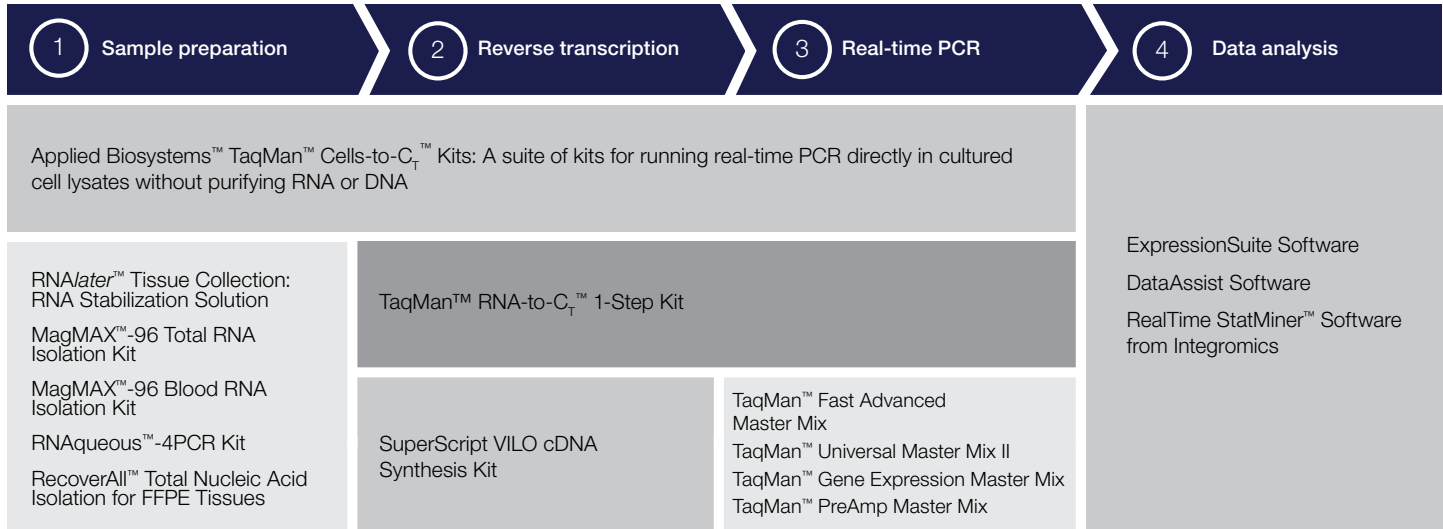 1 Sample preparation
2 Reverse transcription
3 Real-time PCR
4 Data analysis
Applied Biosystems™ TaqMan™ Cells-to-CT™ Kits: A suite of kits for running real-time PCR directly in cultured
cell lysates without purifying RNA or DNA
RNAlater™ Tissue Collection:
RNA Stabilization Solution
MagMAX™-96 Total RNA
Isolation Kit
MagMAX™-96 Blood RNA
Isolation Kit
RNAqueous™-4PCR Kit
RecoverAll™ Total Nucleic Acid
Isolation for FFPE Tissues
TaqMan™ RNA-to-CT™ 1-Step Kit
SuperScript VILO cDNA
Synthesis Kit
TaqMan™ Fast Advanced
Master Mix
TaqMan™ Universal Master Mix II
TaqMan™ Gene Expression Master Mix
TaqMan™ PreAmp Master Mix
ExpressionSuite Software
DataAssist Software
RealTime StatMiner™ Software
from Integromics